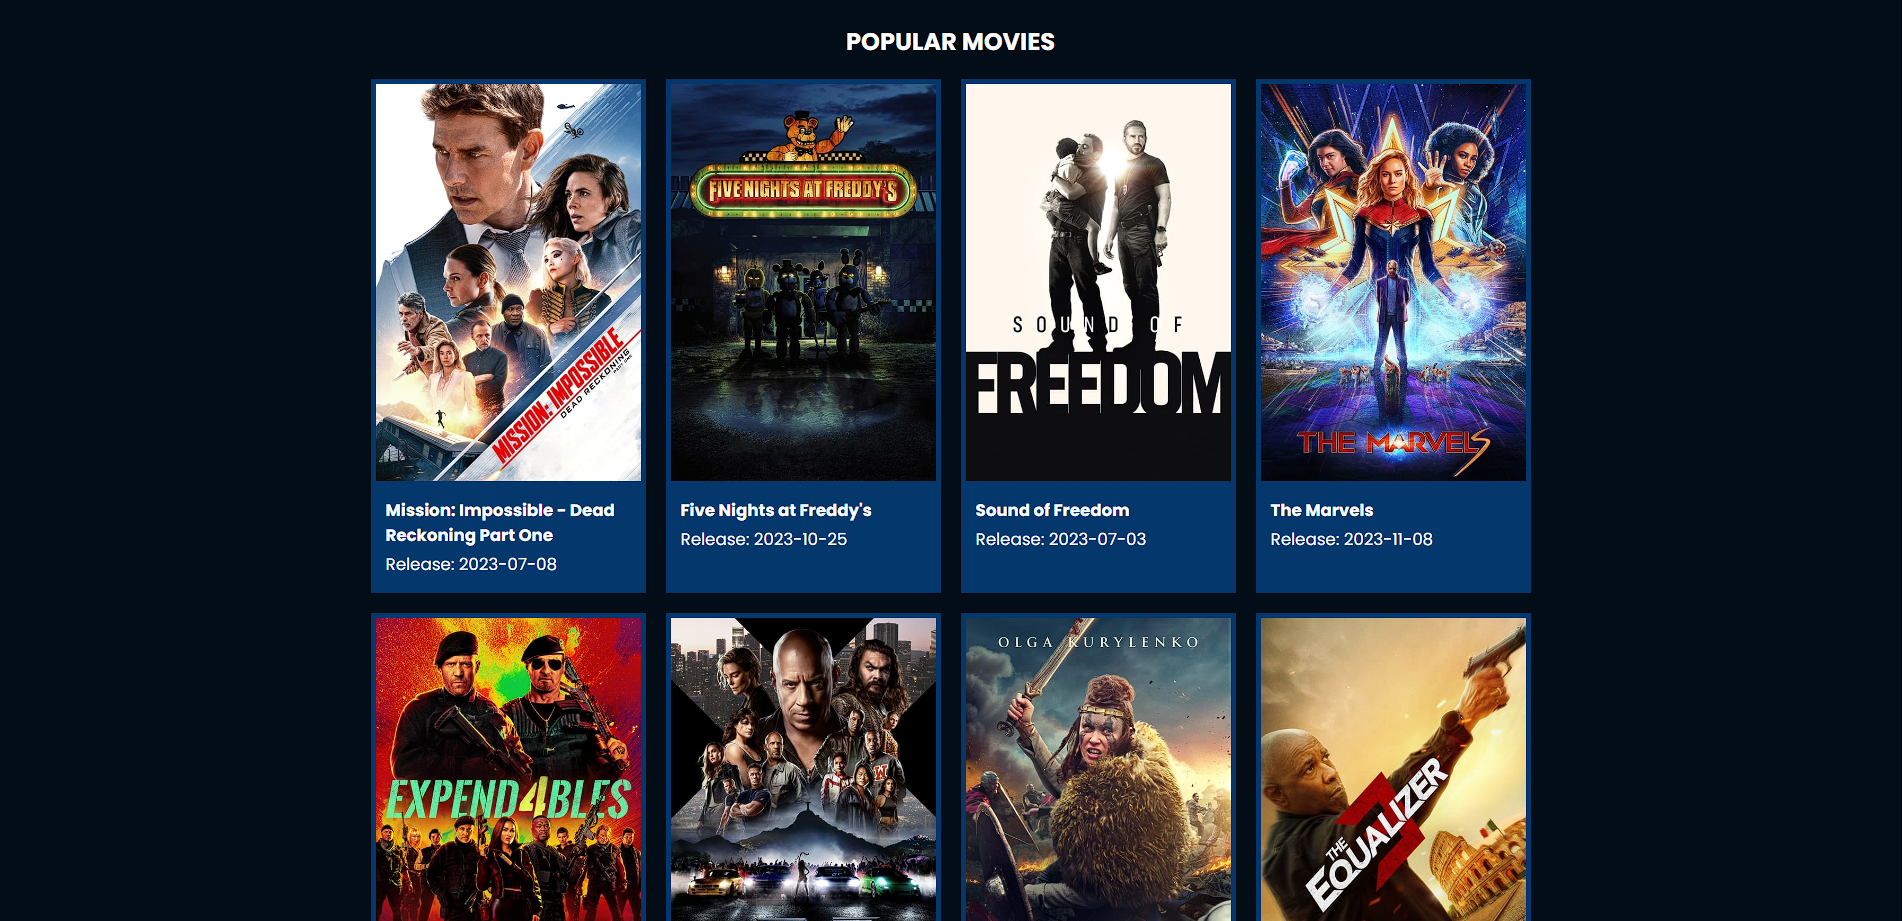 POPULAR MOVIES
FIVE NIGHTS AT FREDDY'S
SOUND OF
FREEDOM
THE MARVELS
MISSION: IMPOSSIBLE
DEAD RECKONING
PART ONE
Mission: Impossible - Dead
Reckoning Part One
Release: 2023-07-08
Five Nights at Freddy's
Release: 2023-10-25
Sound of Freedom
Release: 2023-07-03
The Marvels
Release: 2023-11-08
EXPEND4BLES
OLGA KURYLENKO
THE
EQUALIZER
3